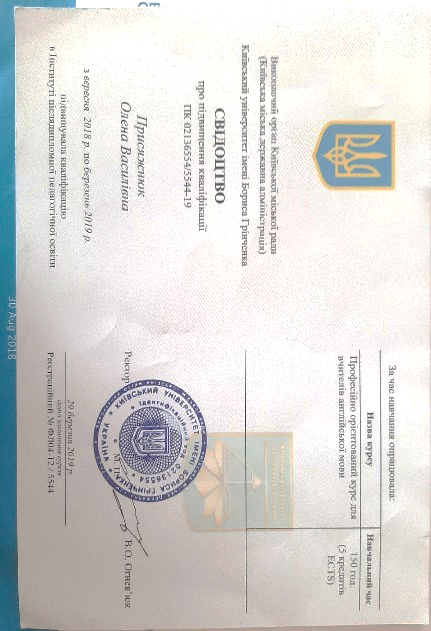 Виконавчий орган Київської міської ради
(Київська міська державна адміністрація)
Київський університет імені Бориса Грінченка
СВІДОЦТВО
про підвищення кваліфікації
ПК 02136554/5544-19
Присяжнюк
Олена Василівна
з вересня 2018 р. по березень 2019 р.
підвищувала кваліфікацію
в Інституті післядипломної педагогічної освіти
За час навчання опрацювала:
Назва курсу
Навчальний час
Професійно орієнтований курс для
вчителів англійської мови
150 год.
(5 кредитів
ECTS)
Ректор
М.П.
В.О. Огнев'юк
КИЇВСЬКИЙ УНІВЕРСИТЕТ ІМЕНІ БОРИСА ГРІНЧЕНКА
УКРАЇНА
Ідентифікаційний код
02136554
29 березня 2019 р.
дата закінчення курсів
Реєстраційний № ФЛ04-12 / 5544
30 Aug 2018